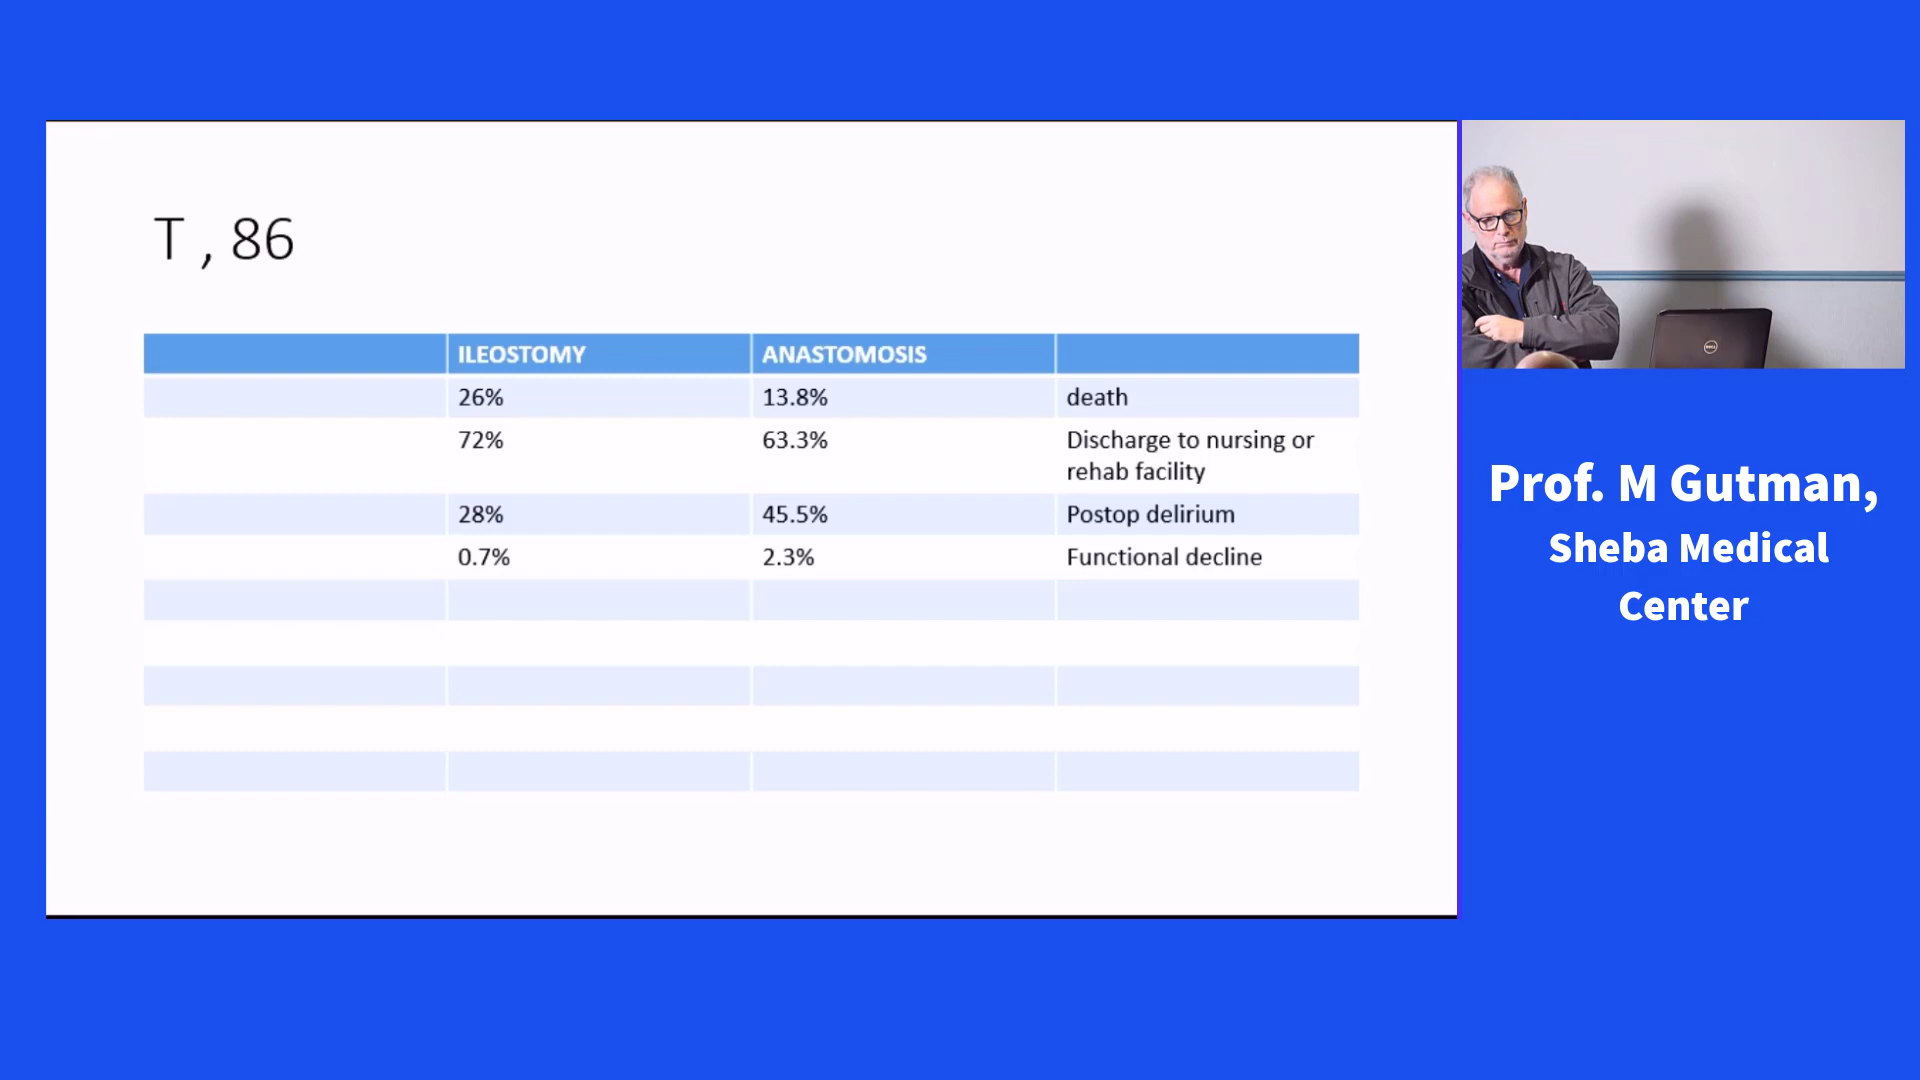 T , 86
ILEOSTOMY ANASTOMOSIS
26% 13.8% death
72% 63.3% Discharge to nursing or
rehab facility
28% 45.5% Postop delirium
0.7% 2.3% Functional decline
DELL
Prof. M Gutman,
Sheba Medical
Center